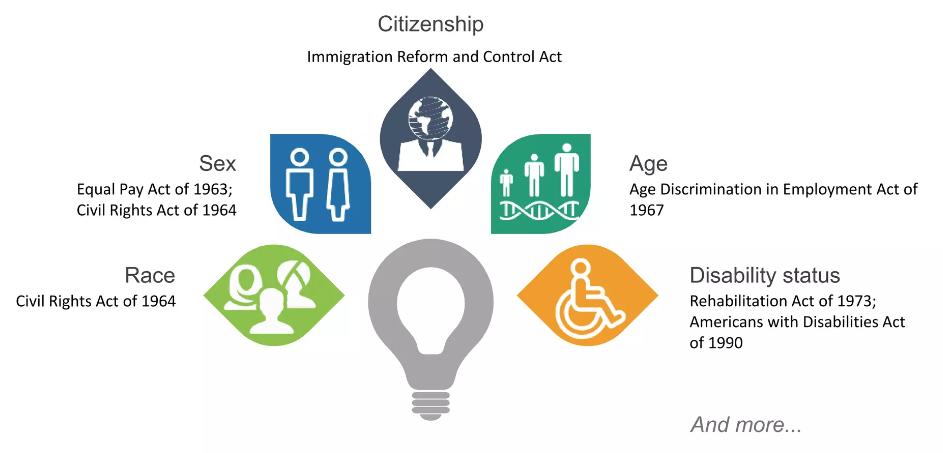 Citizenship
Immigration Reform and Control Act
Sex
Equal Pay Act of 1963;
Civil Rights Act of 1964
Age
Age Discrimination in Employment Act of
1967
Race
Civil Rights Act of 1964
Disability status
Rehabilitation Act of 1973;
Americans with Disabilities Act
of 1990
And more...